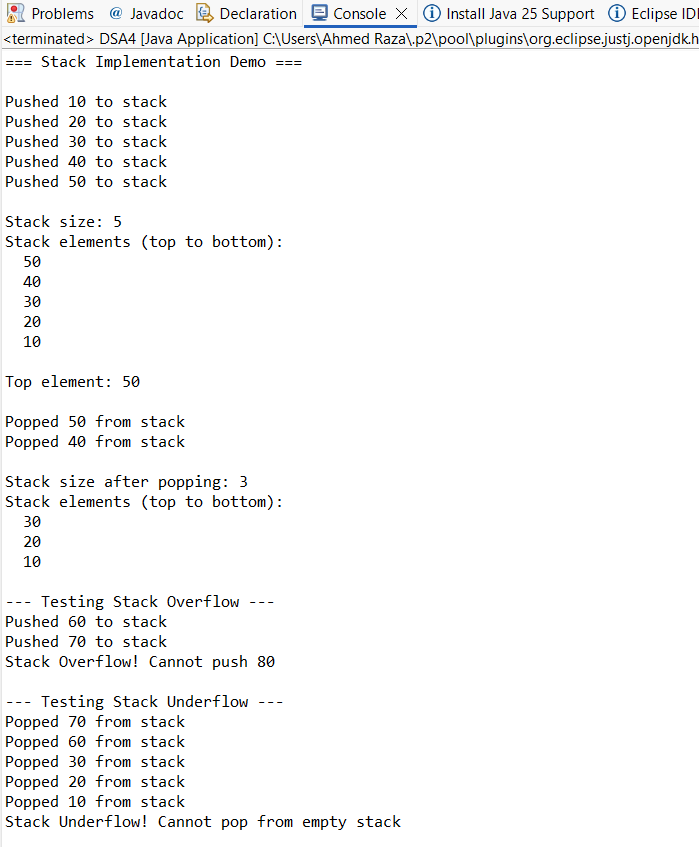 Problems @ Javadoc Declaration Console Install Java 25 Support Eclipse IDE
<terminated> DSA4 [Java Application] C:\Users\Ahmed Raza\.p2\pool\plugins\org.eclipse.justj.openjdk.h
=== Stack Implementation Demo ===
Pushed 10 to stack
Pushed 20 to stack
Pushed 30 to stack
Pushed 40 to stack
Pushed 50 to stack
Stack size: 5
Stack elements (top to bottom):
50
40
30
20
10
Top element: 50
Popped 50 from stack
Popped 40 from stack
Stack size after popping: 3
Stack elements (top to bottom):
30
20
10
--- Testing Stack Overflow ---
Pushed 60 to stack
Pushed 70 to stack
Stack Overflow! Cannot push 80
--- Testing Stack Underflow ---
Popped 70 from stack
Popped 60 from stack
Popped 30 from stack
Popped 20 from stack
Popped 10 from stack
Stack Underflow! Cannot pop from empty stack